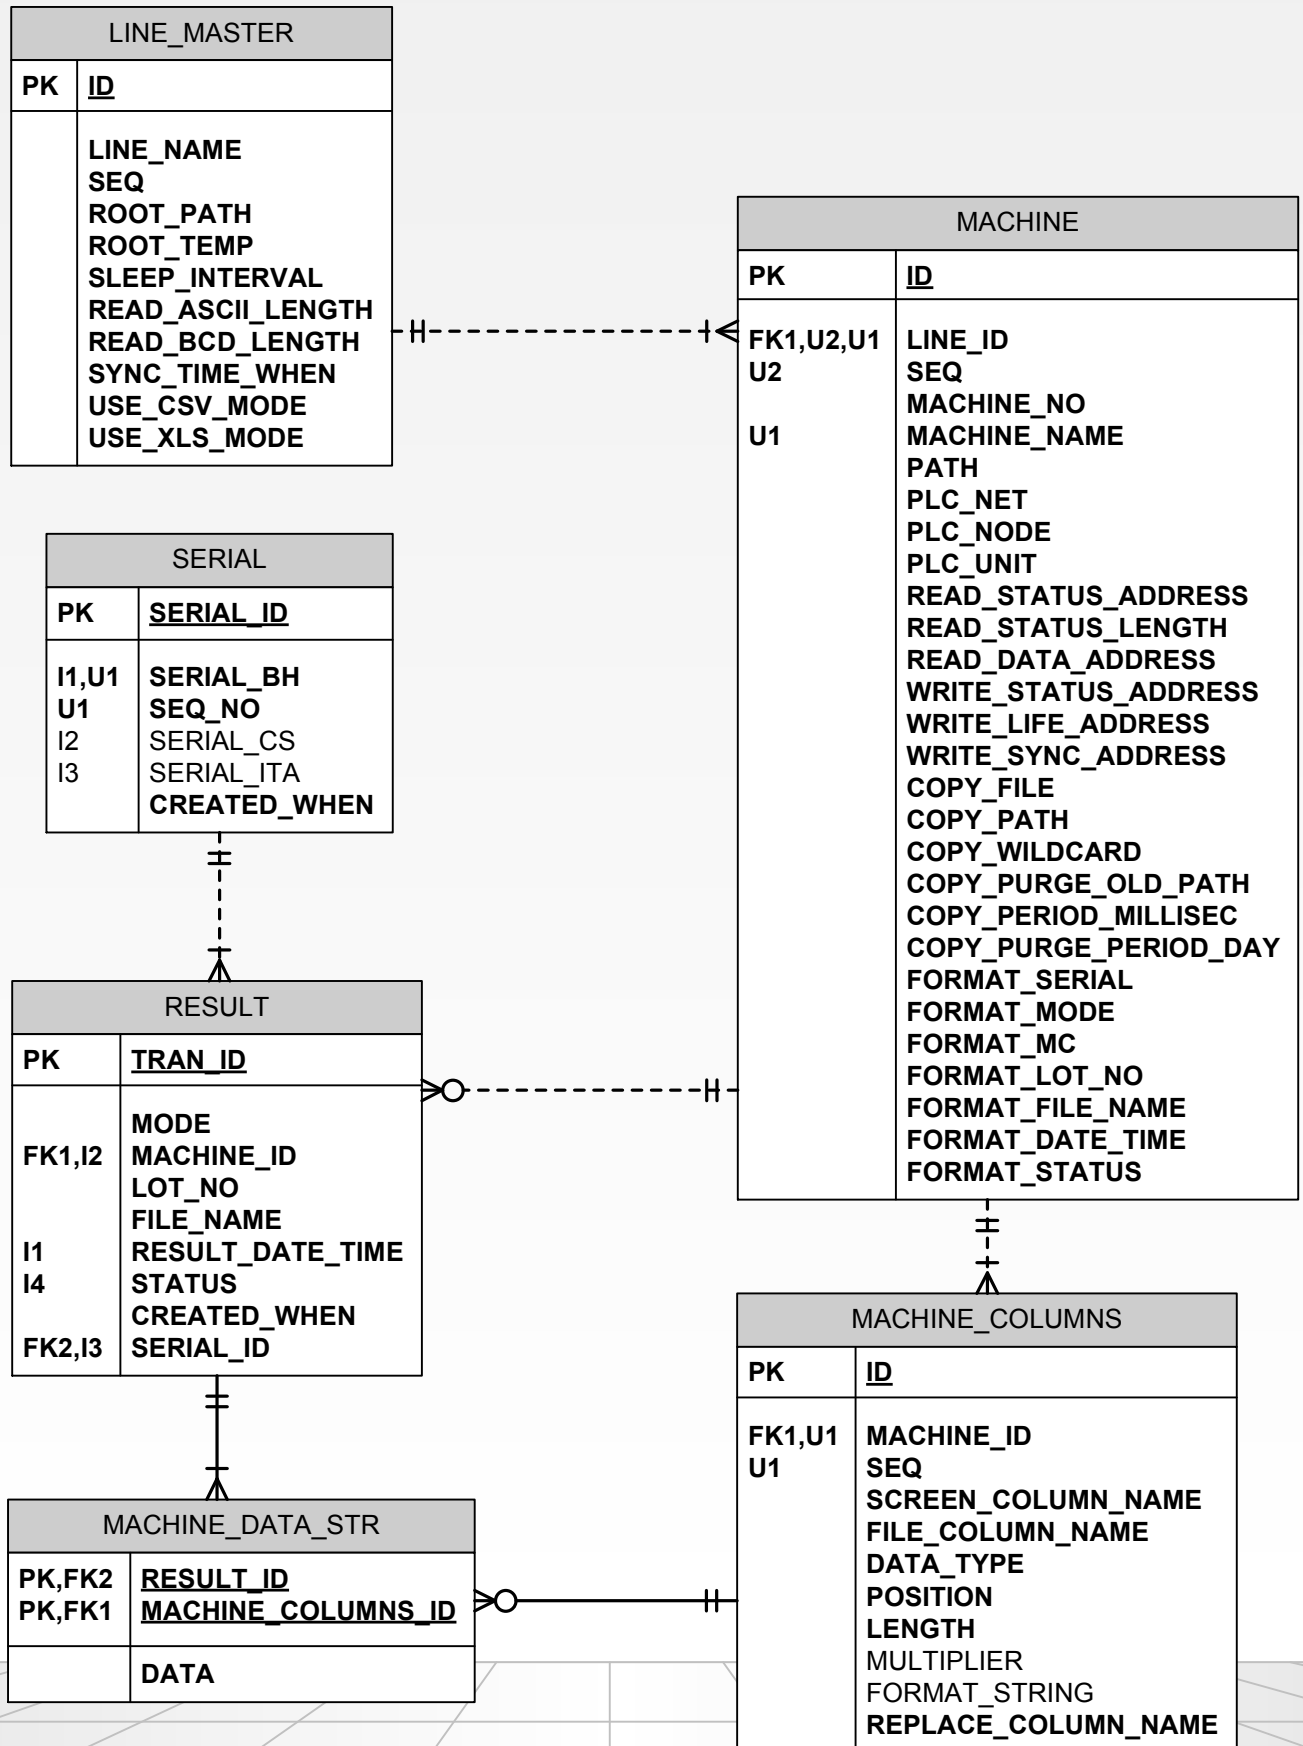 LINE_MASTER
PK ID
LINE_NAME
SEQ
ROOT_PATH
ROOT_TEMP
SLEEP_INTERVAL
READ_ASCII_LENGTH
READ_BCD_LENGTH
SYNC_TIME_WHEN
USE_CSV_MODE
USE_XLS_MODE
MACHINE
PK ID
FK1,U2,U1 LINE_ID
U2 SEQ
MACHINE_NO
U1 MACHINE_NAME
PATH
PLC_NET
PLC_NODE
PLC_UNIT
READ_STATUS_ADDRESS
READ_STATUS_LENGTH
READ_DATA_ADDRESS
WRITE_STATUS_ADDRESS
WRITE_LIFE_ADDRESS
WRITE_SYNC_ADDRESS
COPY_FILE
COPY_PATH
COPY_WILDCARD
COPY_PURGE_OLD_PATH
COPY_PERIOD_MILLISEC
COPY_PURGE_PERIOD_DAY
FORMAT_SERIAL
FORMAT_MODE
FORMAT_MC
FORMAT_LOT_NO
FORMAT_FILE_NAME
FORMAT_DATE_TIME
FORMAT_STATUS
SERIAL
PK SERIAL_ID
I1,U1 SERIAL_BH
U1 SEQ_NO
I2 SERIAL_CS
I3 SERIAL_ITA
CREATED_WHEN
RESULT
PK TRAN_ID
MODE
FK1,I2 MACHINE_ID
LOT_NO
FILE_NAME
I1 RESULT_DATE_TIME
I4 STATUS
CREATED_WHEN
FK2,I3 SERIAL_ID
MACHINE_COLUMNS
PK ID
FK1,U1 MACHINE_ID
U1 SEQ
SCREEN_COLUMN_NAME
FILE_COLUMN_NAME
DATA_TYPE
POSITION
LENGTH
MULTIPLIER
FORMAT_STRING
REPLACE_COLUMN_NAME
MACHINE_DATA_STR
PK,FK2 RESULT_ID
PK,FK1 MACHINE_COLUMNS_ID
DATA